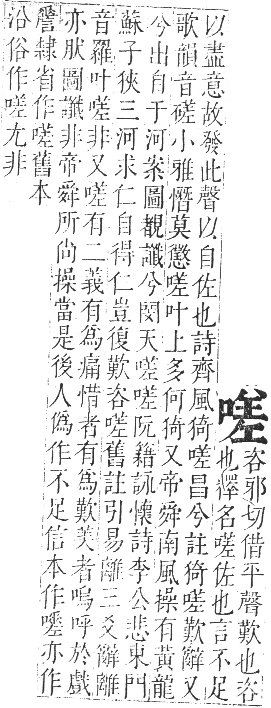 嗟
咨邪切借平聲歎也咨
也釋名嗟佐也言不足
以盡意故發此聲以自佐也詩齊風猗嗟昌兮註猗嗟歎辭又
歌韻音磋小雅憯莫懲嗟叶上多何猗又帝舜南風操有黃龍
兮出自于河案圖覩讖兮閔天嗟嗟阮籍詠懷詩李公悲東門
蘇子狹三河求仁自得仁豈復歎咨嗟舊註引易離三爻辭離
音羅叶嗟非又嗟有二義有爲痛惜者有爲歎美者嗚呼於戲
亦肰圖讖非帝舜所尙操當是後人僞作不足信本作亦作
隸省作嗟舊本
沿俗作嗟尤非